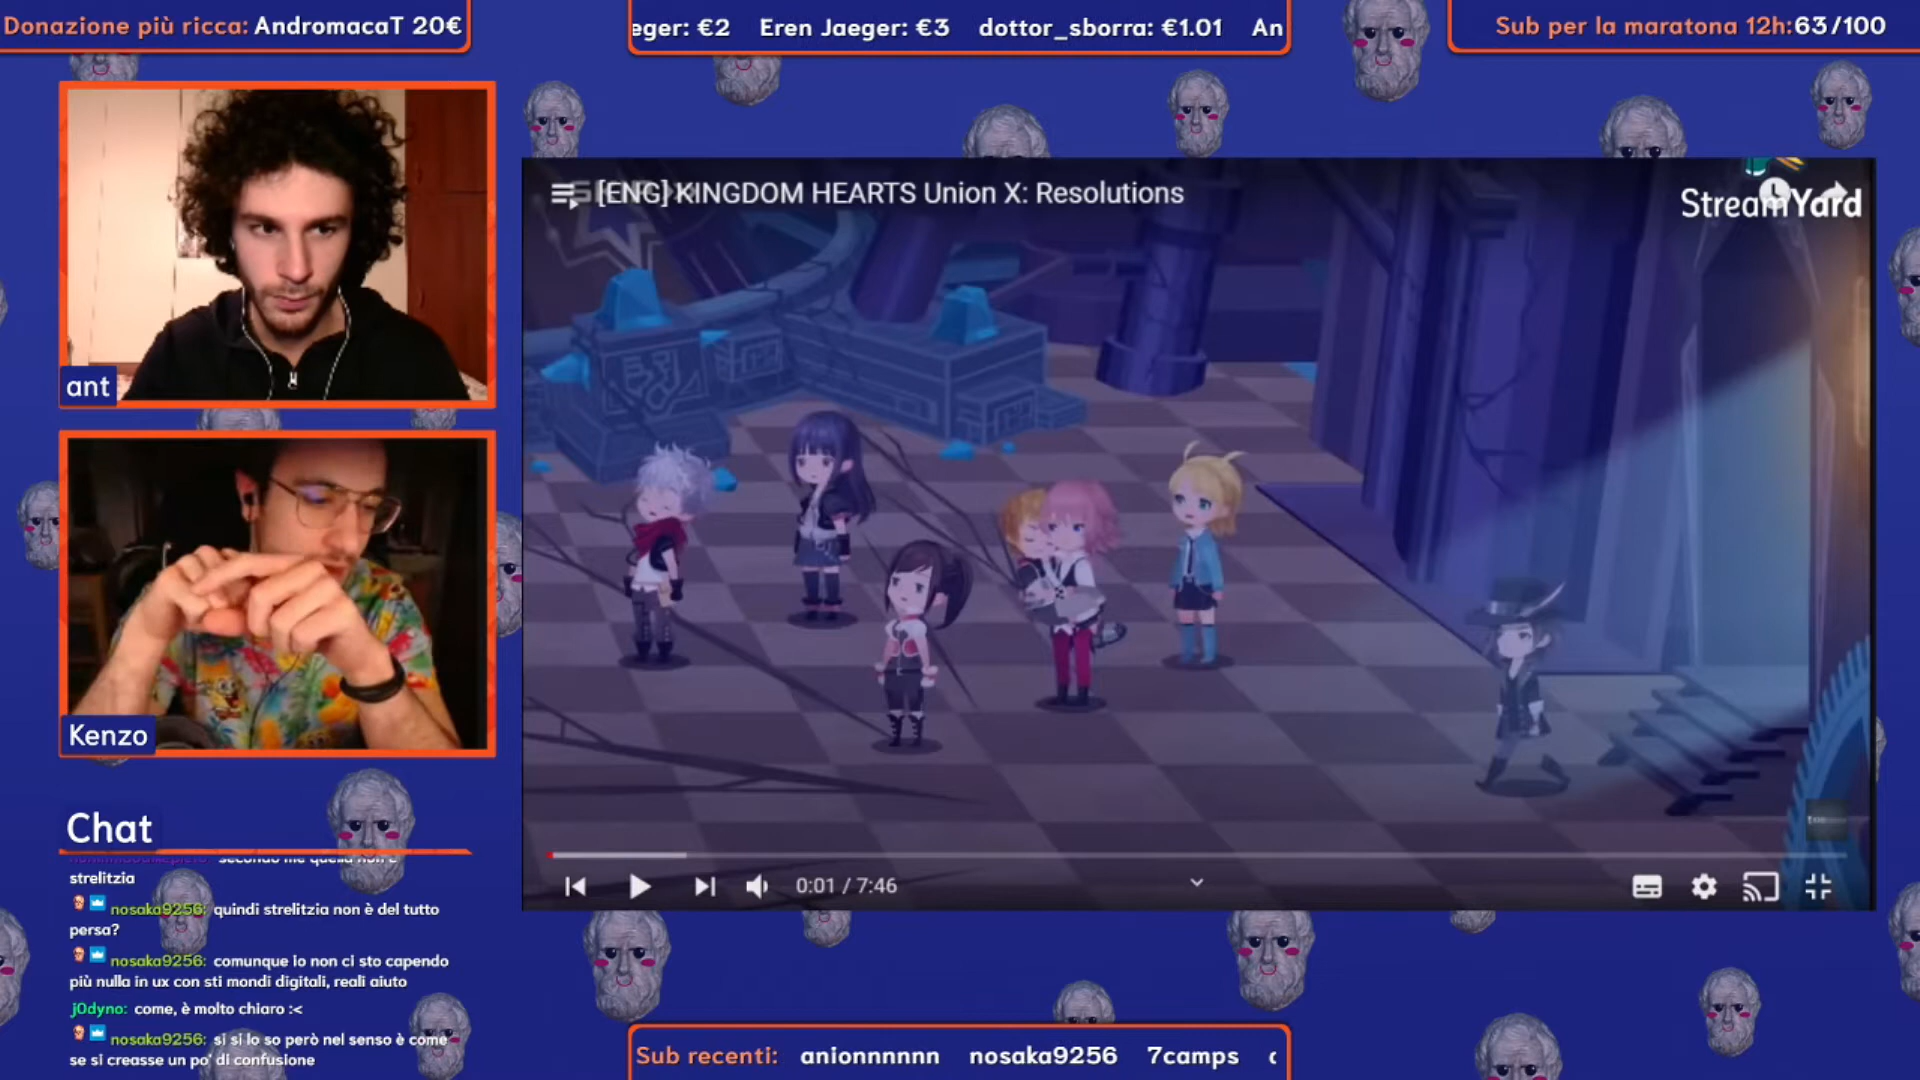 Donazione più ricca: AndromacaT 20€
eger: €2 Eren Jaeger: €3 dottor_sborra: €1.01 An
Sub per la maratona 12h:63/100
[ENG] KINGDOM HEARTS Union X: Resolutions
StreamYard
ant
Kenzo
Chat
secondo me quella non è
strelitzia
nosaka9256: quindi strelitzia non è del tutto
persa?
nosaka9256: comunque io non ci sto capendo
più nulla in ux con sti mondi digitali, reali aiuto
j0dyno: come, è molto chiaro :<
nosaka9256: si si lo so però nel senso è come
se si creasse un po' di confusione
0:01 / 7:46
Sub recenti: anionnnnnn nosaka9256 7camps